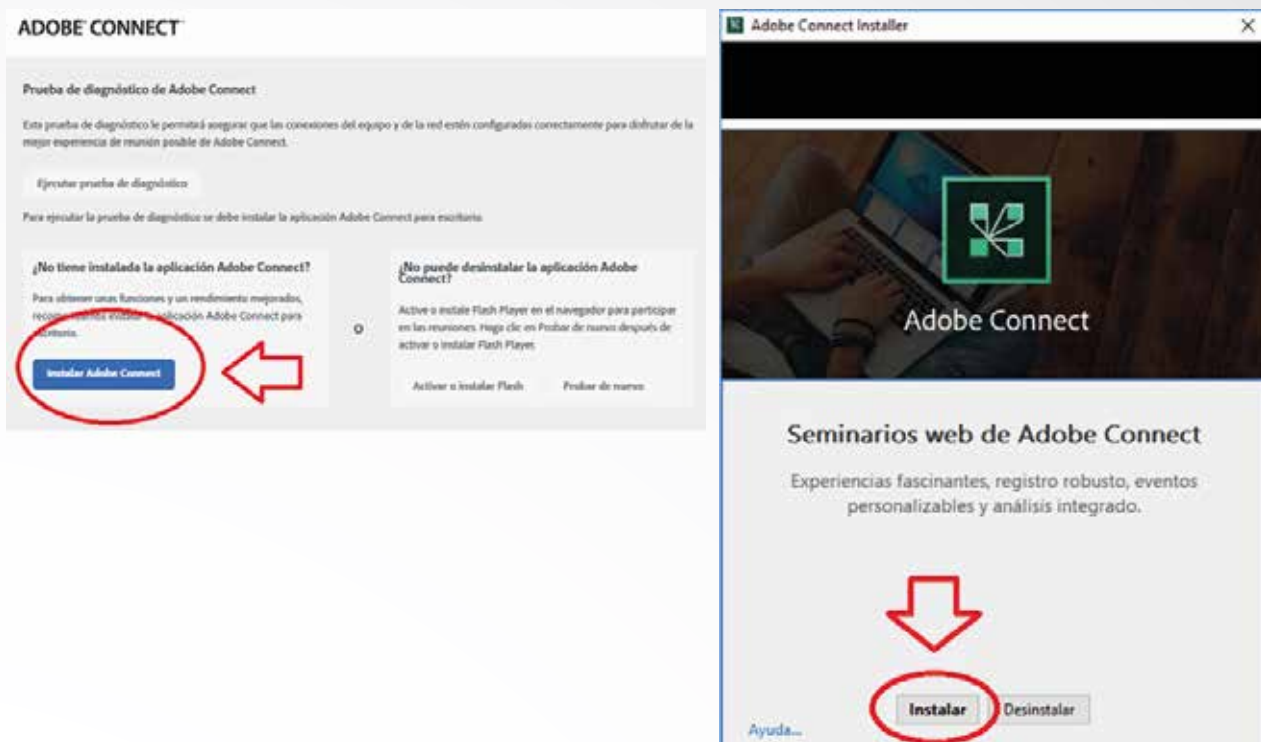 ADOBE CONNECT
Prueba de diagnóstico de Adobe Connect
Esta prueba de diagnóstico le permitirá asegurar que las conexiones del equipo y de la red estén configuradas correctamente para disfrutar de la
mejor experiencia de reunión posible de Adobe Connect.
Ejecutar prueba de diagnóstico
Para ejecutar la prueba de diagnóstico se debe instalar la aplicación Adobe Connect para escritorio
¿No tiene instalada la aplicación Adobe Connect?
Para obtener unas funciones y un rendimiento mejorados,
instalar la aplicación Adobe Connect para
escritorio.
Instalar Adobe Connect
O
¿No puede desinstalar la aplicación Adobe
Connect?
Active o instale Flash Player en el navegador para participar
en las reuniones. Haga clic en Probar de nuevo después de
activar o instalar Flash Player.
Activar o instalar Flash
Probar de nuevo
Adobe Connect Installer
Adobe Connect
Seminarios web de Adobe Connect
Experiencias fascinantes, registro robusto, eventos
personalizables y análisis integrado.
Instalar
Desinstalar
Ayuda...